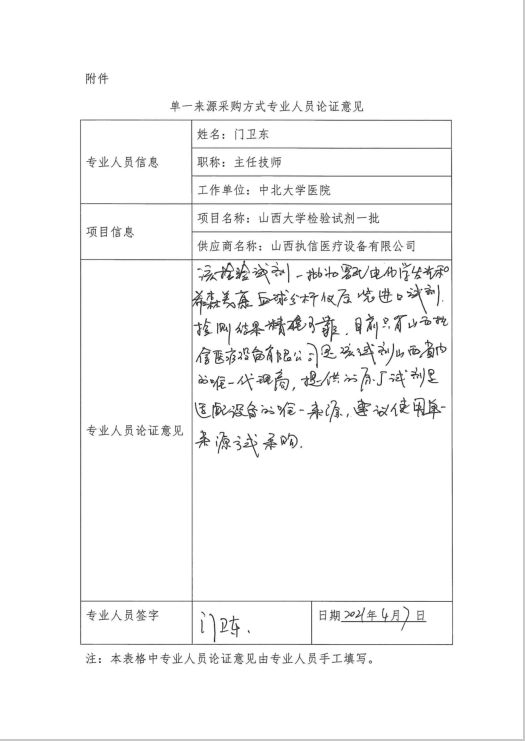 附件
单一来源采购方式专业人员论证意见
专业人员信息
姓名：门卫东
职称：主任技师
工作单位：中北大学医院
项目信息
项目名称：山西大学检验试剂一批
供应商名称：山西执信医疗设备有限公司
专业人员论证意见
该检验试剂一批为罗氏电化学发光和
希森美康血球分析仪原装进口试剂.
检测结果精确可靠，目前只有山西执
信医疗设备有限公司是该试剂山西省内
的唯一代理商，提供的原厂试剂是
适配设备的唯一来源，建议使用单一
来源方式采购.
专业人员签字
门卫东.
日期 2021年4月7日
注：本表格中专业人员论证意见由专业人员手工填写。